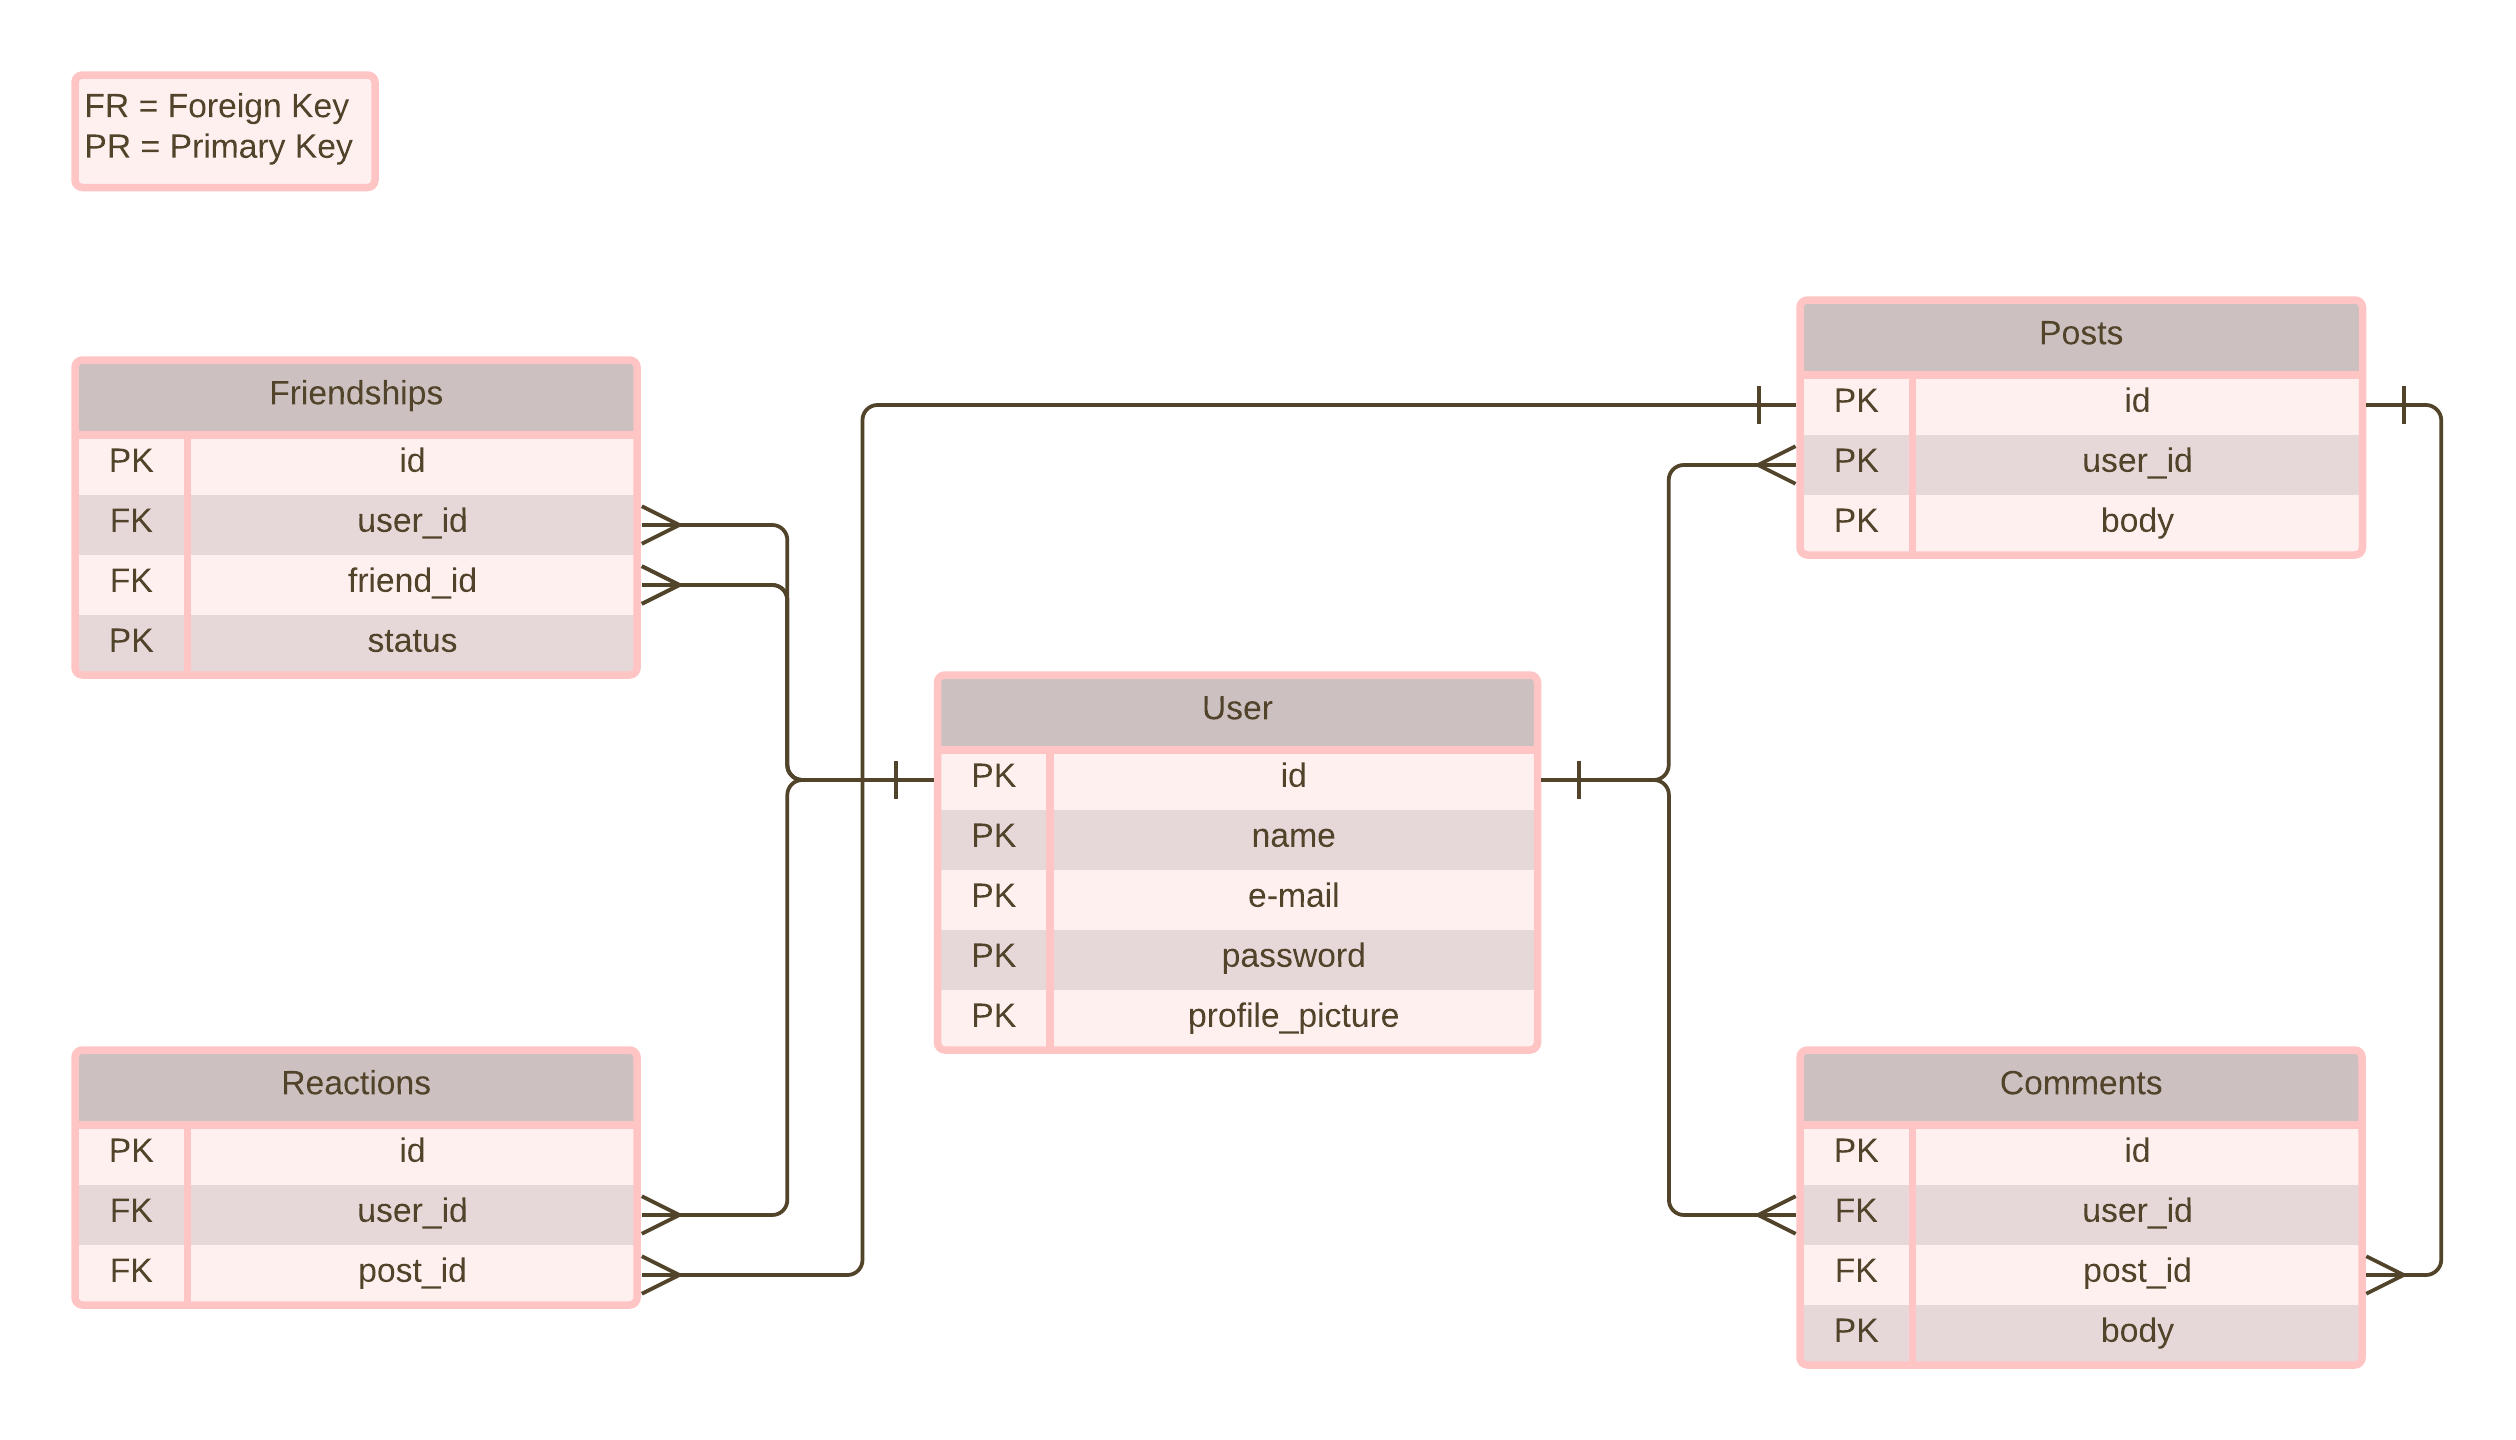 FR = Foreign Key
PR = Primary Key
Friendships
PK id
FK user_id
FK friend_id
PK status
Posts
PK id
PK user_id
PK body
User
PK id
PK name
PK e-mail
PK password
PK profile_picture
Reactions
PK id
FK user_id
FK post_id
Comments
PK id
FK user_id
FK post_id
PK body